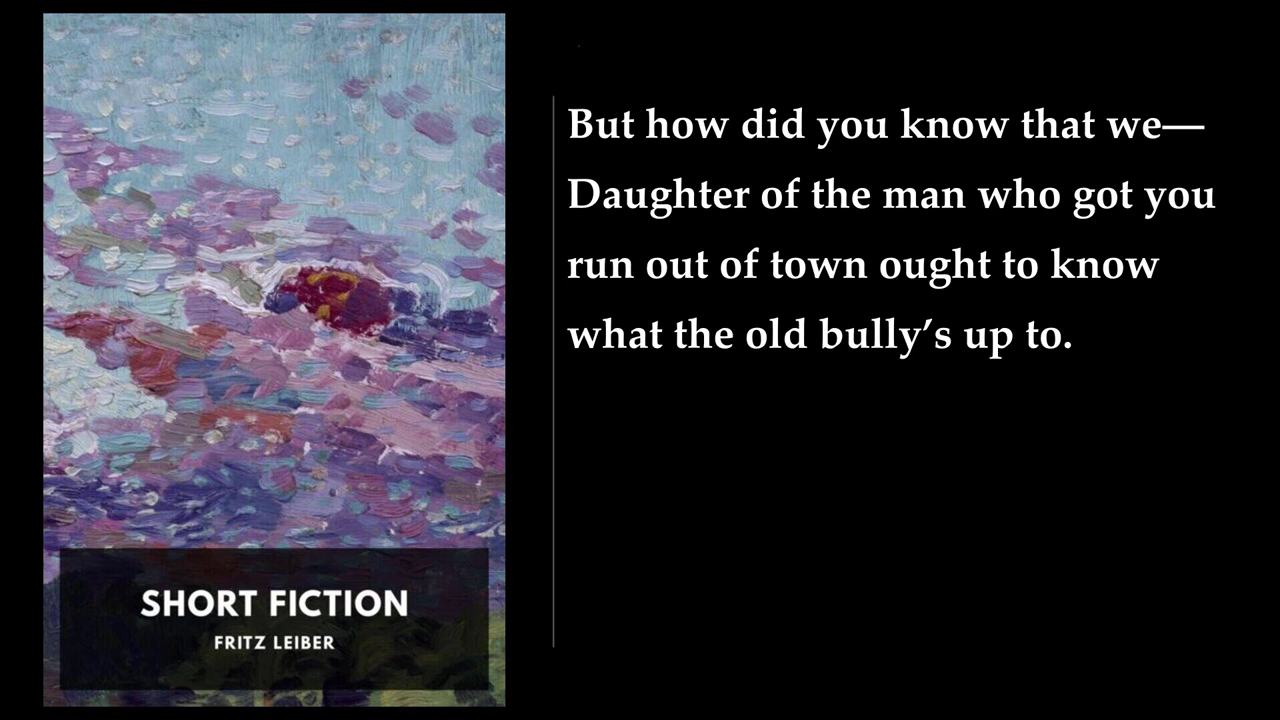 But how did you know that we—
Daughter of the man who got you
run out of town ought to know
what the old bully’s up to.
SHORT FICTION
FRITZ LEIBER